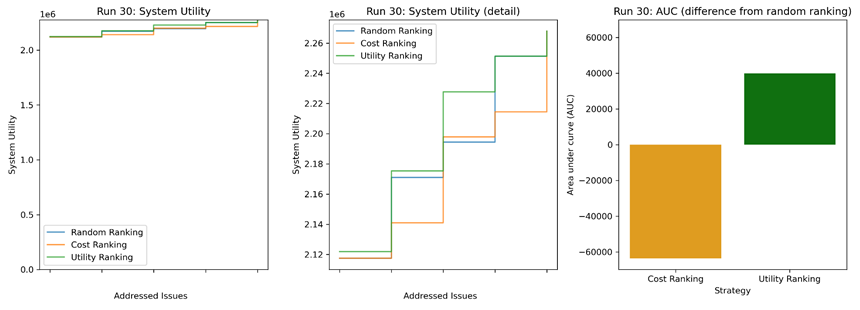 Run 30: System Utility
1e6
2.0
1.5
1.0
0.5
0.0
System Utility
Random Ranking
Cost Ranking
Utility Ranking
Addressed Issues
Run 30: System Utility (detail)
1e6
2.26
2.24
2.22
2.20
2.18
2.16
2.14
2.12
System Utility
Random Ranking
Cost Ranking
Utility Ranking
Addressed Issues
Run 30: AUC (difference from random ranking)
60000
40000
20000
0
−20000
−40000
−60000
Area under curve (AUC)
Cost Ranking
Utility Ranking
Strategy